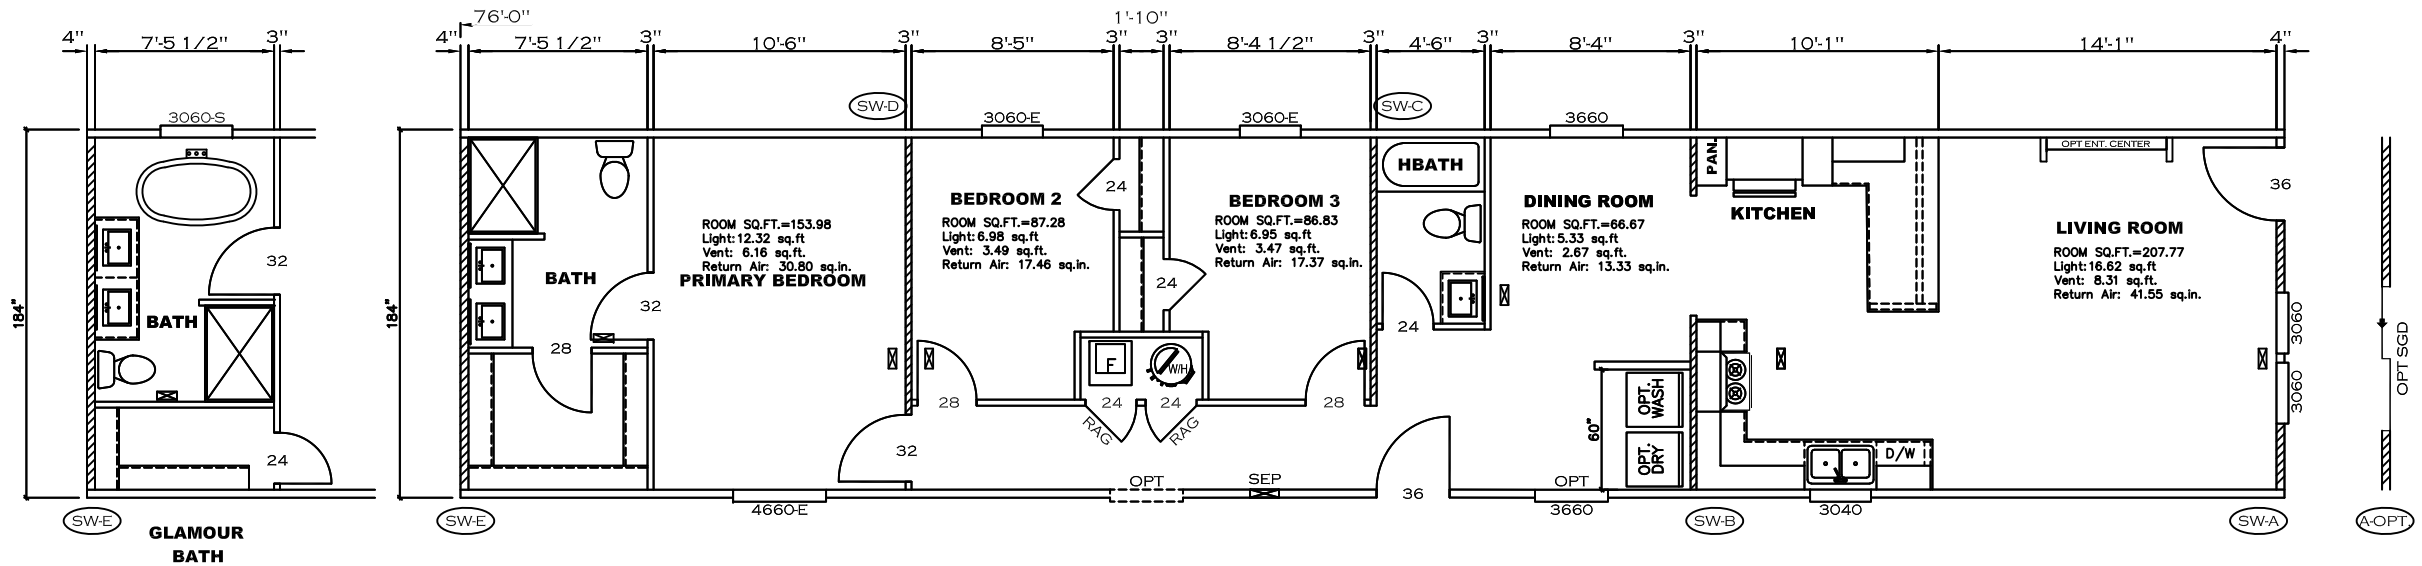 76'-0"
1'-10"
4"
7'-5 1/2"
3"
4"
7'-5 1/2"
3"
10'-6"
3"
8'-5"
3"
3"
8'-4 1/2"
3"
4'-6"
3"
8'-4"
3"
10'-1"
14'-1"
4"
SW-D
SW-C
3060-S
3060-E
3060-E
3660
184"
32
BATH
24
SW-E
GLAMOUR
BATH
184"
BATH
28
32
ROOM SQ.FT.=153.98
Light: 12.32 sq.ft
Vent: 6.16 sq.ft.
Return Air: 30.80 sq.in.
PRIMARY BEDROOM
32
4660-E
SW-E
BEDROOM 2
ROOM SQ.FT.=87.28
Light: 6.98 sq.ft
Vent: 3.49 sq.ft.
Return Air: 17.46 sq.in.
24
28
F
W/H
24
24
RAG
RAG
OPT
BEDROOM 3
ROOM SQ.FT.=86.83
Light: 6.95 sq.ft
Vent: 3.47 sq.ft.
Return Air: 17.37 sq.in.
24
28
SEP
HBATH
24
36
DINING ROOM
ROOM SQ.FT.=66.67
Light: 5.33 sq.ft
Vent: 2.67 sq.ft.
Return Air: 13.33 sq.in.
60"
OPT.
WASH
OPT.
DRY
OPT
3660
PAN.
KITCHEN
D/W
SW-B
3040
OPT ENT. CENTER
36
LIVING ROOM
ROOM SQ.FT.=207.77
Light: 16.62 sq.ft
Vent: 8.31 sq.ft.
Return Air: 41.55 sq.in.
3060
3060
SW-A
OPT SGD
A-OPT.